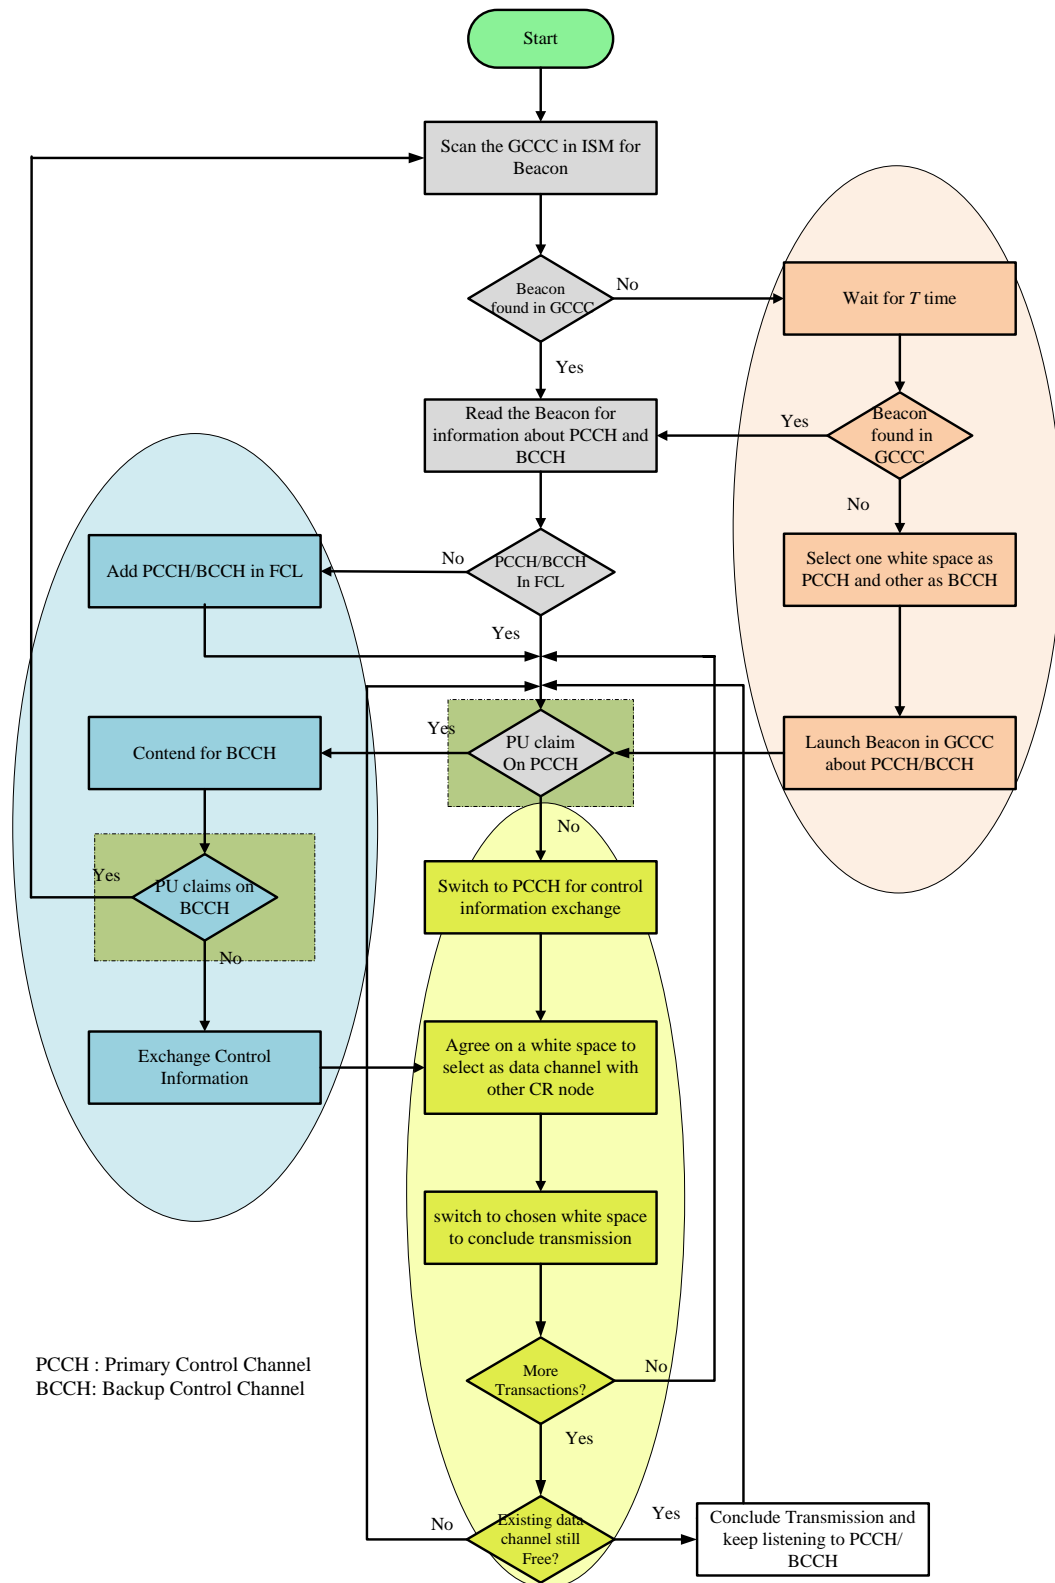 Start
Scan the GCCC in ISM for
Beacon
Beacon
found in GCCC
No
Wait for T time
Yes
Read the Beacon for
information about PCCH and
BCCH
Yes
Beacon
found in
GCCC
No
Select one white space as
PCCH and other as BCCH
Launch Beacon in GCCC
about PCCH/BCCH
PCCH/BCCH
In FCL
No
Add PCCH/BCCH in FCL
Yes
PU claim
On PCCH
Yes
Contend for BCCH
PU claims on
BCCH
Yes
No
Exchange Control
Information
No
Switch to PCCH for control
information exchange
Agree on a white space to
select as data channel with
other CR node
switch to chosen white space
to conclude transmission
More
Transactions?
No
Yes
Existing data
channel still
Free?
No
Yes
Conclude Transmission and
keep listening to PCCH/
BCCH
PCCH : Primary Control Channel
BCCH: Backup Control Channel